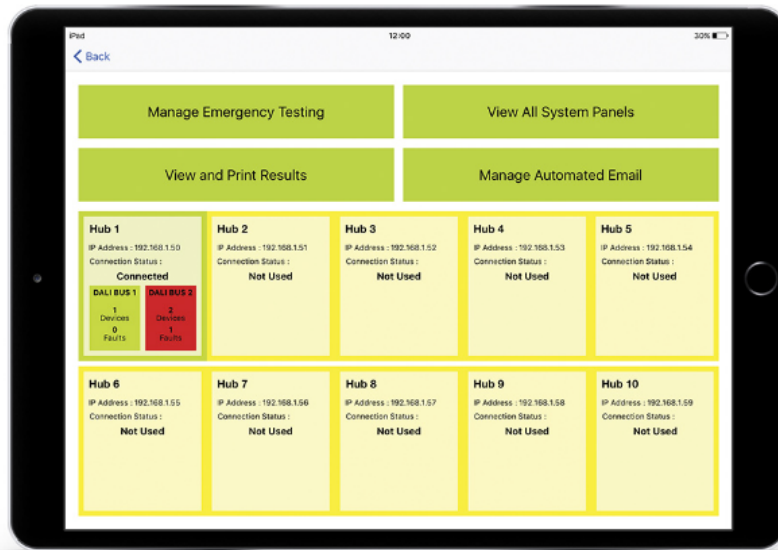 iPad 12:00 30%
Back
Manage Emergency Testing View All System Panels
View and Print Results Manage Automated Email
Hub 1
IP Address : 192.168.1.50
Connection Status :
Connected
DALI BUS 1
1
Devices
0
Faults
DALI BUS 2
2
Devices
1
Faults
Hub 2
IP Address : 192.168.1.51
Connection Status :
Not Used
Hub 3
IP Address : 192.168.1.52
Connection Status :
Not Used
Hub 4
IP Address : 192.168.1.53
Connection Status :
Not Used
Hub 5
IP Address : 192.168.1.54
Connection Status :
Not Used
Hub 6
IP Address : 192.168.1.55
Connection Status :
Not Used
Hub 7
IP Address : 192.168.1.56
Connection Status :
Not Used
Hub 8
IP Address : 192.168.1.57
Connection Status :
Not Used
Hub 9
IP Address : 192.168.1.58
Connection Status :
Not Used
Hub 10
IP Address : 192.168.1.59
Connection Status :
Not Used